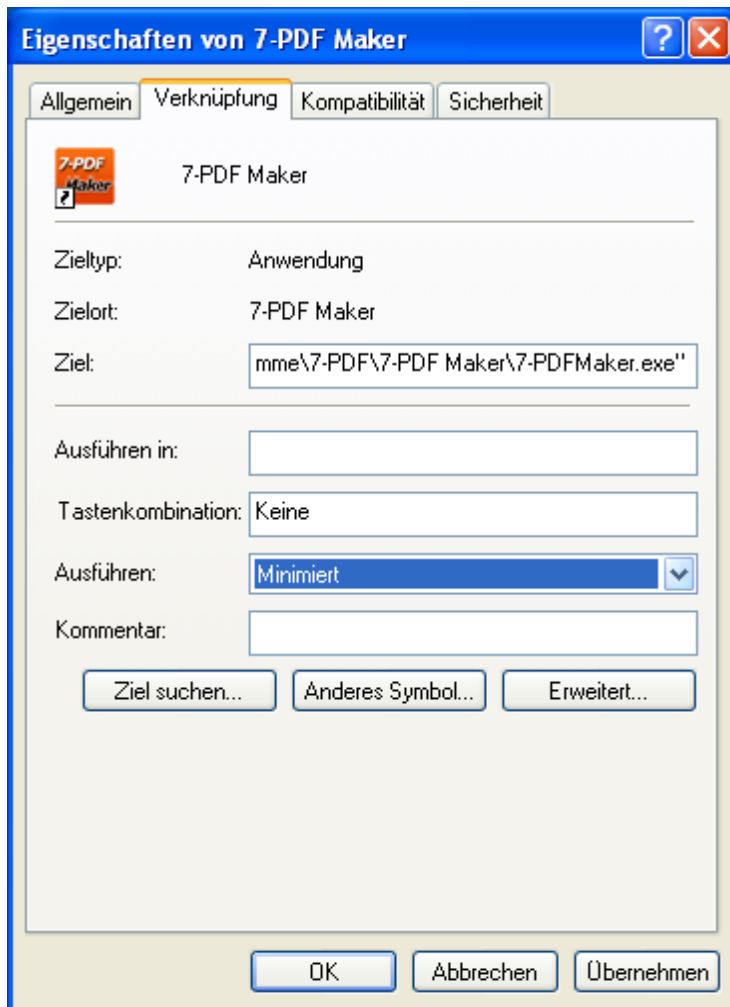 Eigenschaften von 7-PDF Maker
Allgemein Verknüpfung Kompatibilität Sicherheit
7-PDF
Maker
7-PDF Maker
Zieltyp: Anwendung
Zielort: 7-PDF Maker
Ziel: mme\7-PDF\7-PDF Maker\7-PDFMaker.exe"
Ausführen in:
Tastenkombination: Keine
Ausführen: Minimiert
Kommentar:
Ziel suchen... Anderes Symbol... Erweitert...
OK Abbrechen Übernehmen